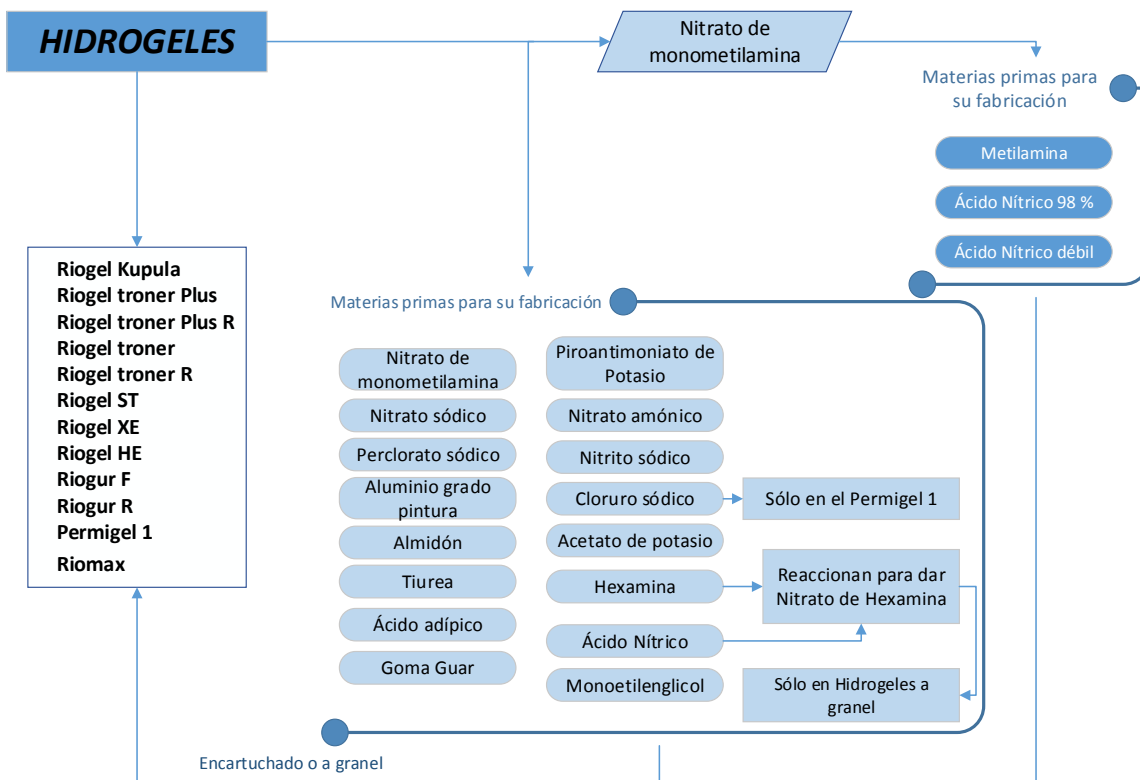 HIDROGELES
Nitrato de
monometilamina
Materias primas para
su fabricación
Metilamina
Ácido Nítrico 98 %
Ácido Nítrico débil
Riogel Kupula
Riogel troner Plus
Riogel troner Plus R
Riogel troner
Riogel troner R
Riogel ST
Riogel XE
Riogel HE
Riogur F
Riogur R
Permigel 1
Riomax
Materias primas para su fabricación
Nitrato de
monometilamina
Nitrato sódico
Perclorato sódico
Aluminio grado
pintura
Almidón
Tiurea
Ácido adípico
Goma Guar
Piroantimoniato de
Potasio
Nitrato amónico
Nitrito sódico
Cloruro sódico
Acetato de potasio
Hexamina
Ácido Nítrico
Monoetilenglicol
Sólo en el Permigel 1
Reaccionan para dar
Nitrato de Hexamina
Sólo en Hidrogeles a
granel
Encartuchado o a granel